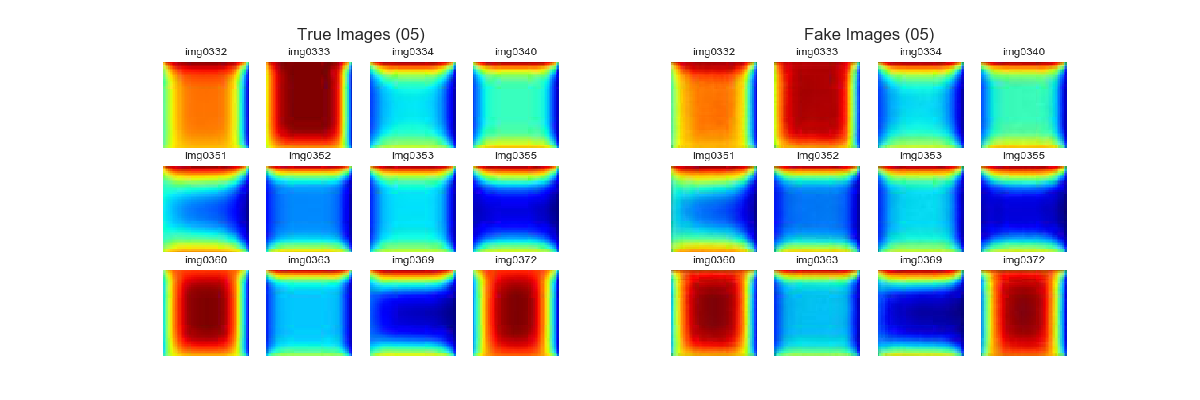 True Images (05)
img0332 img0333 img0334 img0340
img0351 img0352 img0353 img0355
img0360 img0363 img0369 img0372
Fake Images (05)
img0332 img0333 img0334 img0340
img0351 img0352 img0353 img0355
img0360 img0363 img0369 img0372